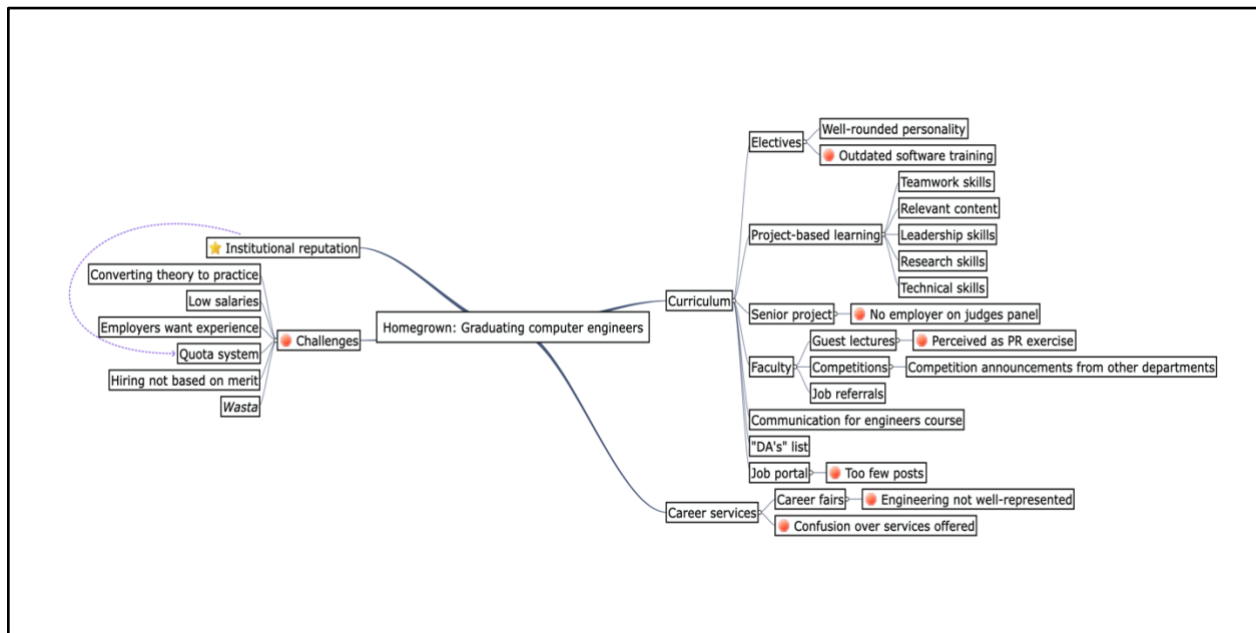 Institutional reputation
Converting theory to practice
Low salaries
Employers want experience
Quota system
Hiring not based on merit
Wasta
Challenges
Homegrown: Graduating computer engineers
Curriculum
Electives
Well-rounded personality
Outdated software training
Project-based learning
Teamwork skills
Relevant content
Leadership skills
Research skills
Technical skills
Senior project
No employer on judges panel
Faculty
Guest lectures
Perceived as PR exercise
Competitions
Competition announcements from other departments
Job referrals
Communication for engineers course
"DA's" list
Job portal
Too few posts
Career services
Career fairs
Engineering not well-represented
Confusion over services offered